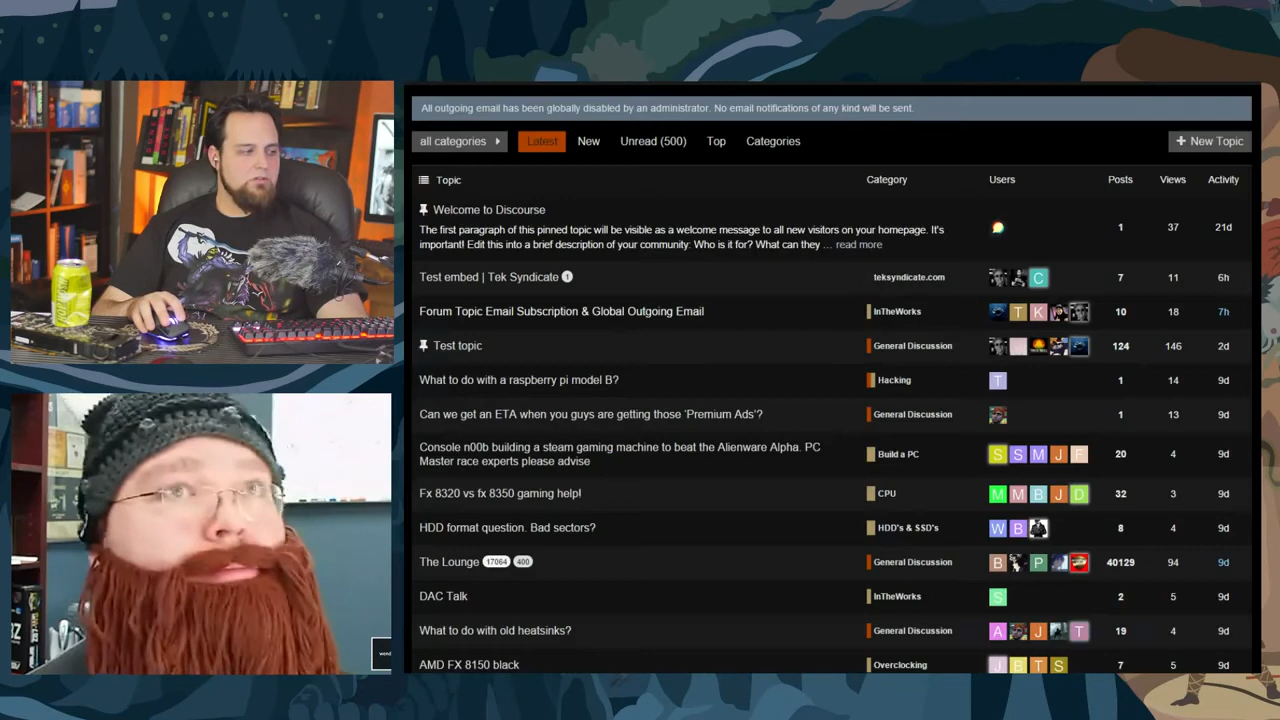 All outgoing email has been globally disabled by an administrator. No email notifications of any kind will be sent.
all categories Latest New Unread (500) Top Categories + New Topic
Topic Category Users Posts Views Activity
Welcome to Discourse
The first paragraph of this pinned topic will be visible as a welcome message to all new visitors on your homepage. It's
important! Edit this into a brief description of your community: Who is it for? What can they … read more
1 37 21d
Test embed | Tek Syndicate 1 teksyndicate.com C 7 11 6h
Forum Topic Email Subscription & Global Outgoing Email InTheWorks T K 10 18 7h
Test topic General Discussion 124 146 2d
What to do with a raspberry pi model B? Hacking T 1 14 9d
Can we get an ETA when you guys are getting those 'Premium Ads'? General Discussion 1 13 9d
Console n00b building a steam gaming machine to beat the Alienware Alpha. PC
Master race experts please advise
Build a PC S S M J F 20 4 9d
Fx 8320 vs fx 8350 gaming help! CPU M M B J D 32 3 9d
HDD format question. Bad sectors? HDD's & SSD's W B 8 4 9d
The Lounge 17064 400 General Discussion B P 40129 94 9d
DAC Talk InTheWorks S 2 5 9d
What to do with old heatsinks? General Discussion A J T 19 4 9d
AMD FX 8150 black Overclocking J B T S 7 5 9d